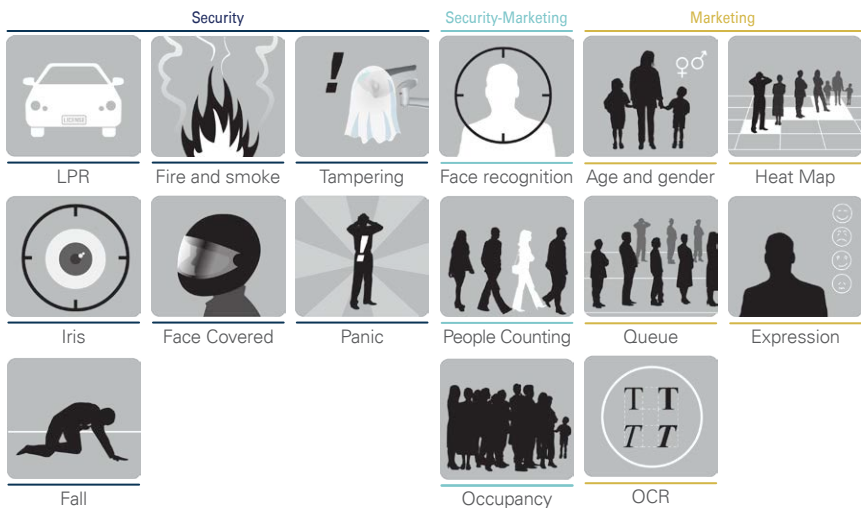 Security
Security-Marketing
Marketing
LICENSE
!
LPR
Fire and smoke
Tampering
Face recognition
Age and gender
Heat Map
!
Iris
Face Covered
Panic
People Counting
Queue
Expression
T T
T T
Fall
Occupancy
OCR